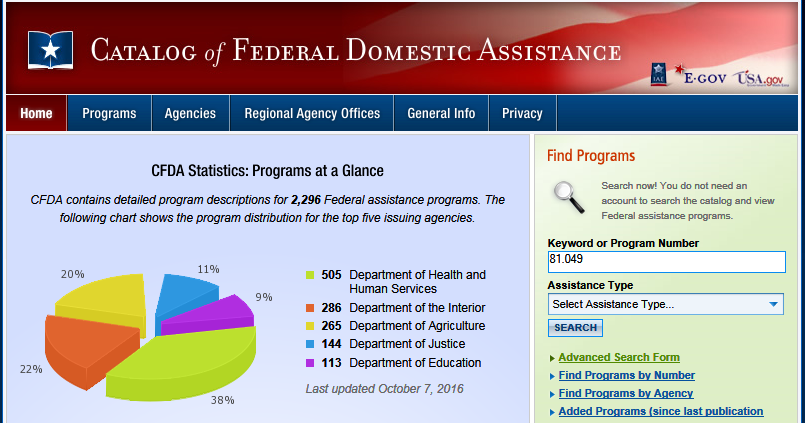 CATALOG of FEDERAL DOMESTIC ASSISTANCE
IAE E-GOV USA.gov
Home Programs Agencies Regional Agency Offices General Info Privacy
CFDA Statistics: Programs at a Glance
CFDA contains detailed program descriptions for 2,296 Federal assistance programs. The
following chart shows the program distribution for the top five issuing agencies.
20%
11%
9%
22%
38%
505 Department of Health and
Human Services
286 Department of the Interior
265 Department of Agriculture
144 Department of Justice
113 Department of Education
Last updated October 7, 2016
Find Programs
Search now! You do not need an
account to search the catalog and view
Federal assistance programs.
Keyword or Program Number
81.049
Assistance Type
Select Assistance Type...
SEARCH
Advanced Search Form
Find Programs by Number
Find Programs by Agency
Added Programs (since last publication